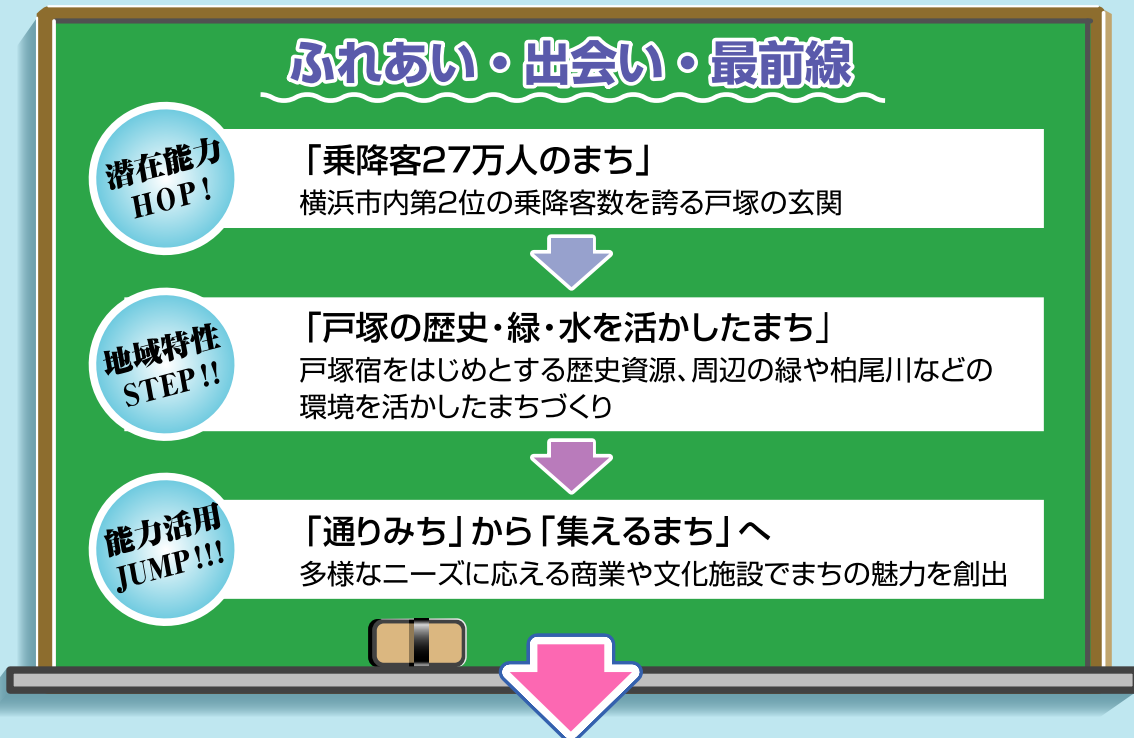 ふれあい・出会い・最前線
潜在能力
HOP!
「乗降客27万人のまち」
横浜市内第2位の乗降客数を誇る戸塚の玄関
地域特性
STEP!!
「戸塚の歴史・緑・水を活かしたまち」
戸塚宿をはじめとする歴史資源、周辺の緑や柏尾川などの
環境を活かしたまちづくり
能力活用
JUMP!!!
「通りみち」から「集えるまち」へ
多様なニーズに応える商業や文化施設でまちの魅力を創出